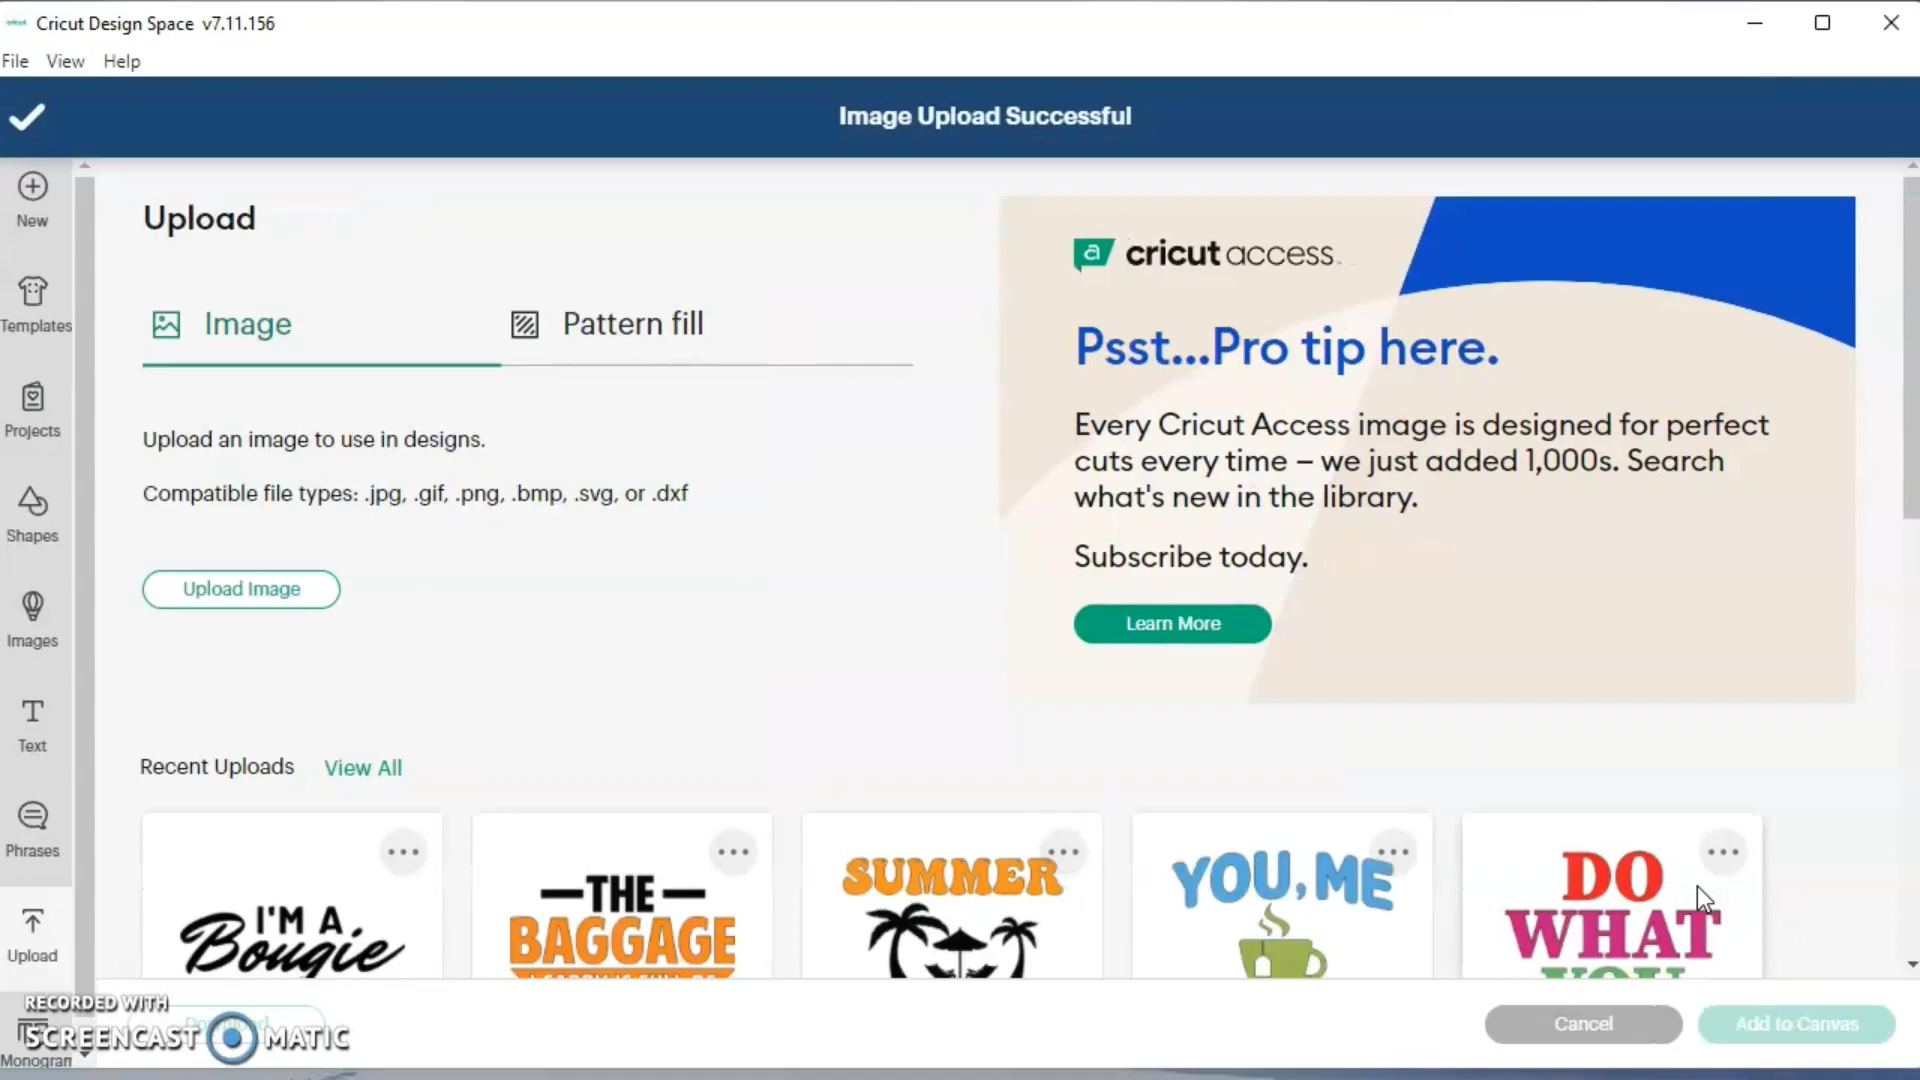 cricut Cricut Design Space v7.11.156
File View Help
Image Upload Successful
New
Templates
Projects
Shapes
Images
Text
Phrases
Upload
Monogram
Upload
Image
Pattern fill
Upload an image to use in designs.
Compatible file types: .jpg, .gif, .png, .bmp, .svg, or .dxf
Upload Image
a cricut access.
Psst...Pro tip here.
Every Cricut Access image is designed for perfect
cuts every time – we just added 1,000s. Search
what's new in the library.
Subscribe today.
Learn More
Recent Uploads View All
I'M A
Bougie
THE
BAGGAGE
SUMMER
YOU, ME
DO
WHAT
YOU
RECORDED WITH
SCREENCAST MATIC
Cancel
Add to Canvas